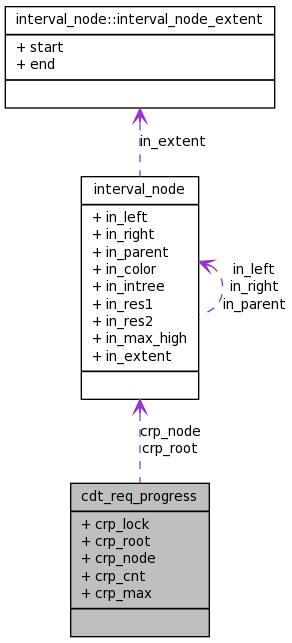 interval_node::interval_node_extent
+ start
+ end
in_extent
interval_node
+ in_left
+ in_right
+ in_parent
+ in_color
+ in_intree
+ in_res1
+ in_res2
+ in_max_high
+ in_extent
in_left
in_right
in_parent
crp_node
crp_root
cdt_req_progress
+ crp_lock
+ crp_root
+ crp_node
+ crp_cnt
+ crp_max